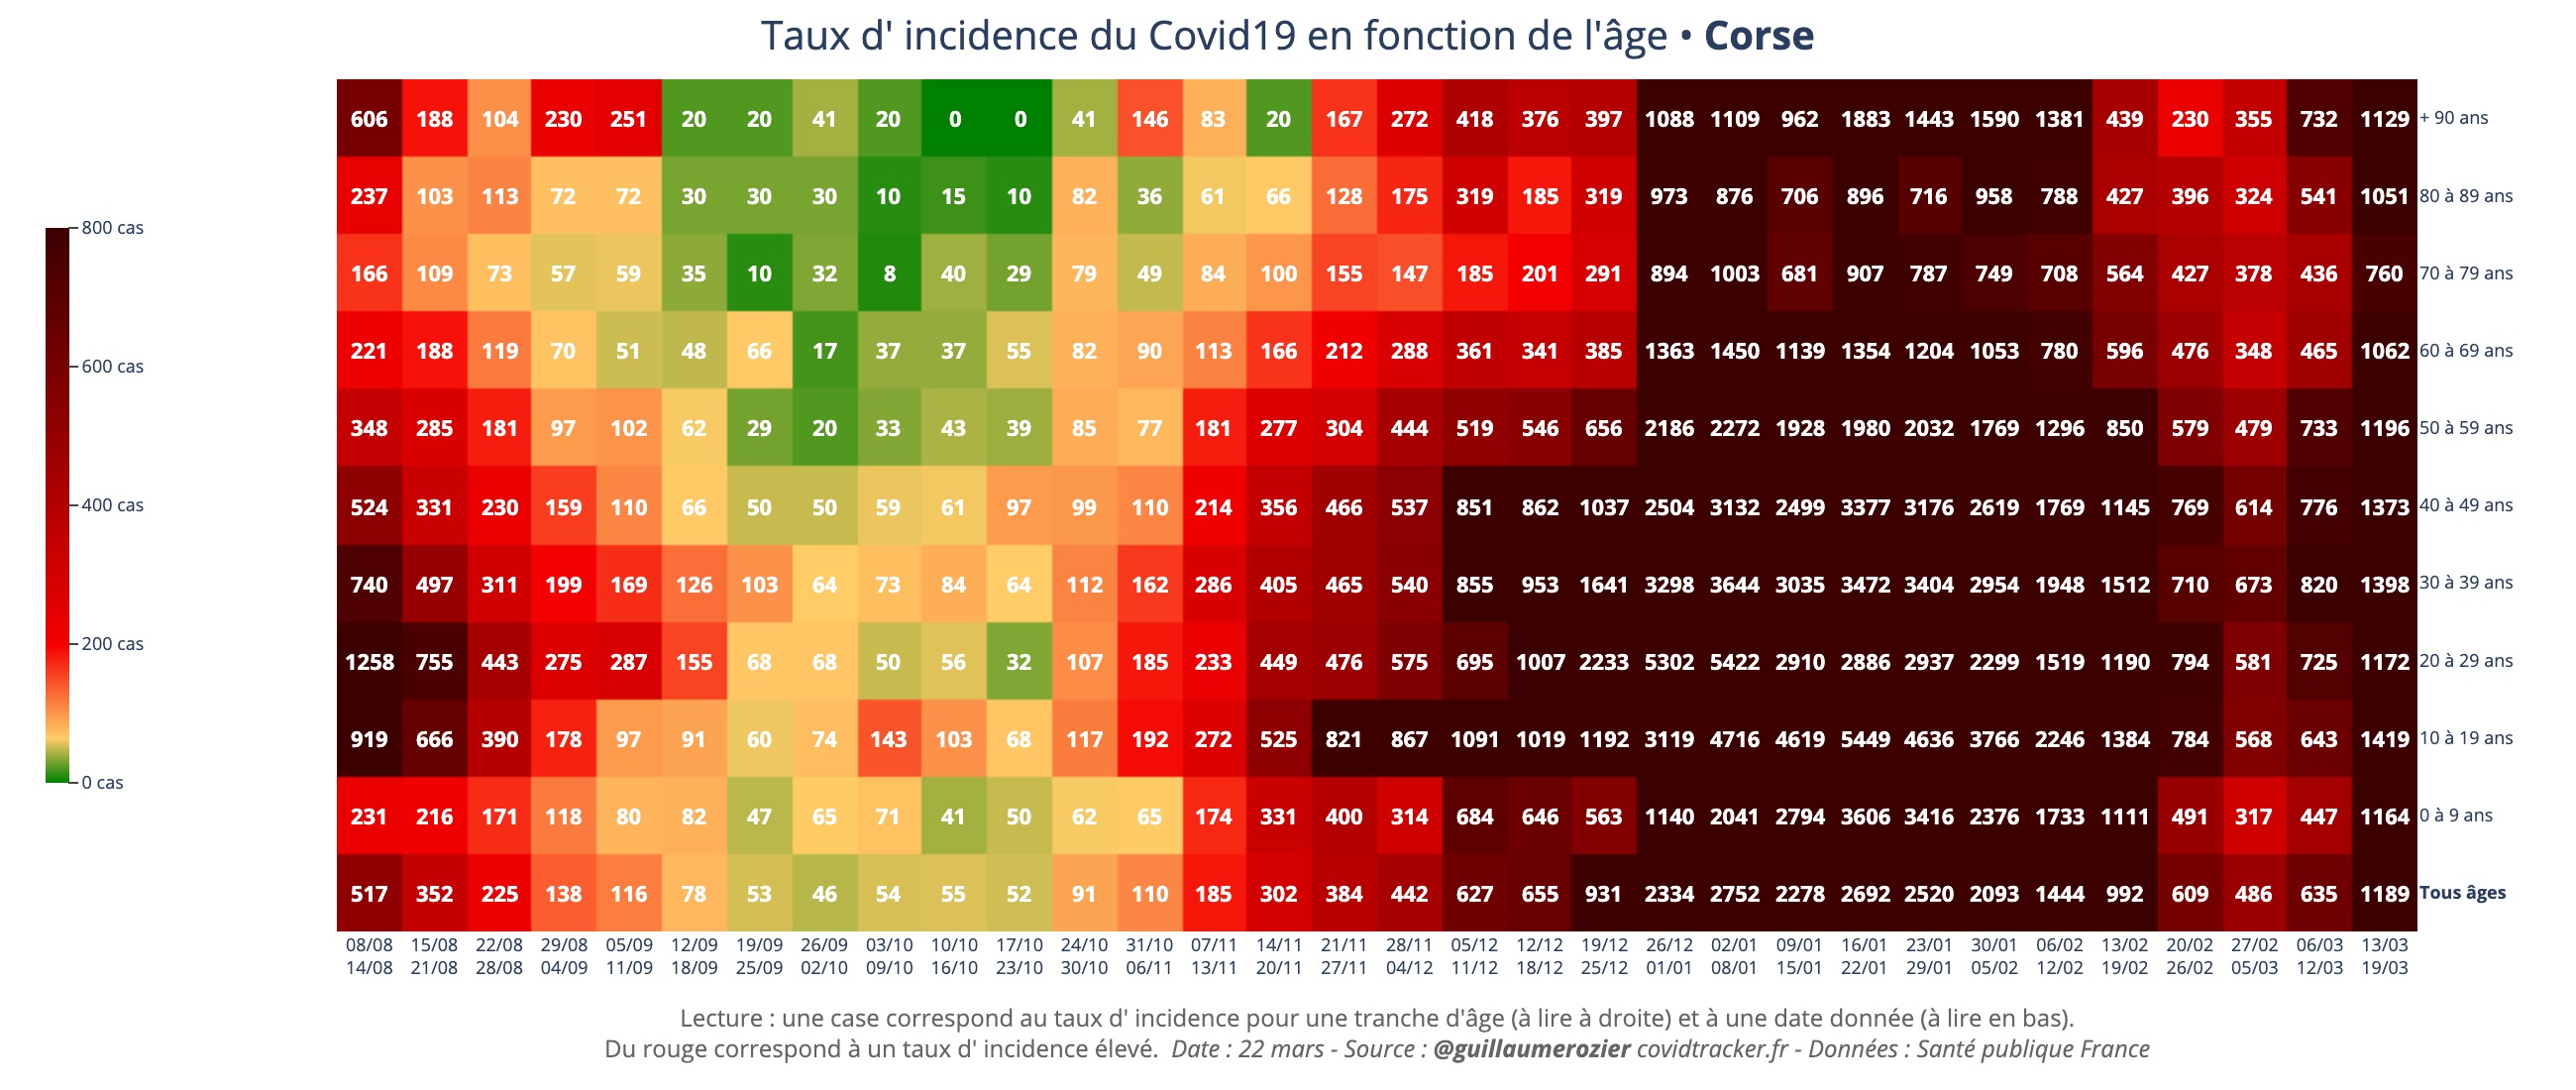 Taux d' incidence du Covid19 en fonction de l'âge • Corse
606 188 104 230 251 20 20 41 20 0 0 41 146 83 20 167 272 418 376 397 1088 1109 962 1883 1443 1590 1381 439 230 355 732 1129 + 90 ans
237 103 113 72 72 30 30 30 10 15 10 82 36 61 66 128 175 319 185 319 973 876 706 896 716 958 788 427 396 324 541 1051 80 à 89 ans
800 cas
166 109 73 57 59 35 10 32 8 40 29 79 49 84 100 155 147 185 201 291 894 1003 681 907 787 749 708 564 427 378 436 760 70 à 79 ans
221 188 119 70 51 48 66 17 37 37 55 82 90 113 166 212 288 361 341 385 1363 1450 1139 1354 1204 1053 780 596 476 348 465 1062 60 à 69 ans
600 cas
348 285 181 97 102 62 29 20 33 43 39 85 77 181 277 304 444 519 546 656 2186 2272 1928 1980 2032 1769 1296 850 579 479 733 1196 50 à 59 ans
400 cas
524 331 230 159 110 66 50 50 59 61 97 99 110 214 356 466 537 851 862 1037 2504 3132 2499 3377 3176 2619 1769 1145 769 614 776 1373 40 à 49 ans
740 497 311 199 169 126 103 64 73 84 64 112 162 286 405 465 540 855 953 1641 3298 3644 3035 3472 3404 2954 1948 1512 710 673 820 1398 30 à 39 ans
200 cas
1258 755 443 275 287 155 68 68 50 56 32 107 185 233 449 476 575 695 1007 2233 5302 5422 2910 2886 2937 2299 1519 1190 794 581 725 1172 20 à 29 ans
919 666 390 178 97 91 60 74 143 103 68 117 192 272 525 821 867 1091 1019 1192 3119 4716 4619 5449 4636 3766 2246 1384 784 568 643 1419 10 à 19 ans
0 cas
231 216 171 118 80 82 47 65 71 41 50 62 65 174 331 400 314 684 646 563 1140 2041 2794 3606 3416 2376 1733 1111 491 317 447 1164 0 à 9 ans
517 352 225 138 116 78 53 46 54 55 52 91 110 185 302 384 442 627 655 931 2334 2752 2278 2692 2520 2093 1444 992 609 486 635 1189 Tous âges
08/08 15/08 22/08 29/08 05/09 12/09 19/09 26/09 03/10 10/10 17/10 24/10 31/10 07/11 14/11 21/11 28/11 05/12 12/12 19/12 26/12 02/01 09/01 16/01 23/01 30/01 06/02 13/02 20/02 27/02 06/03 13/03
14/08 21/08 28/08 04/09 11/09 18/09 25/09 02/10 09/10 16/10 23/10 30/10 06/11 13/11 20/11 27/11 04/12 11/12 18/12 25/12 01/01 08/01 15/01 22/01 29/01 05/02 12/02 19/02 26/02 05/03 12/03 19/03
Lecture : une case correspond au taux d' incidence pour une tranche d'âge (à lire à droite) et à une date donnée (à lire en bas).
Du rouge correspond à un taux d' incidence élevé. Date : 22 mars - Source : @guillaumerozier covidtracker.fr - Données : Santé publique France